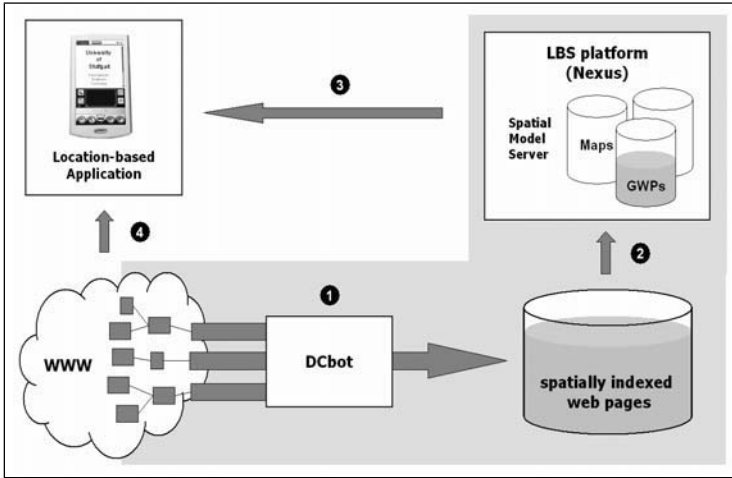 University
of
Stuttgart
Location-based
Application
3
LBS platform
(Nexus)
Spatial
Model
Server
Maps
GWPs
4
2
1
WWW
DCbot
spatially indexed
web pages